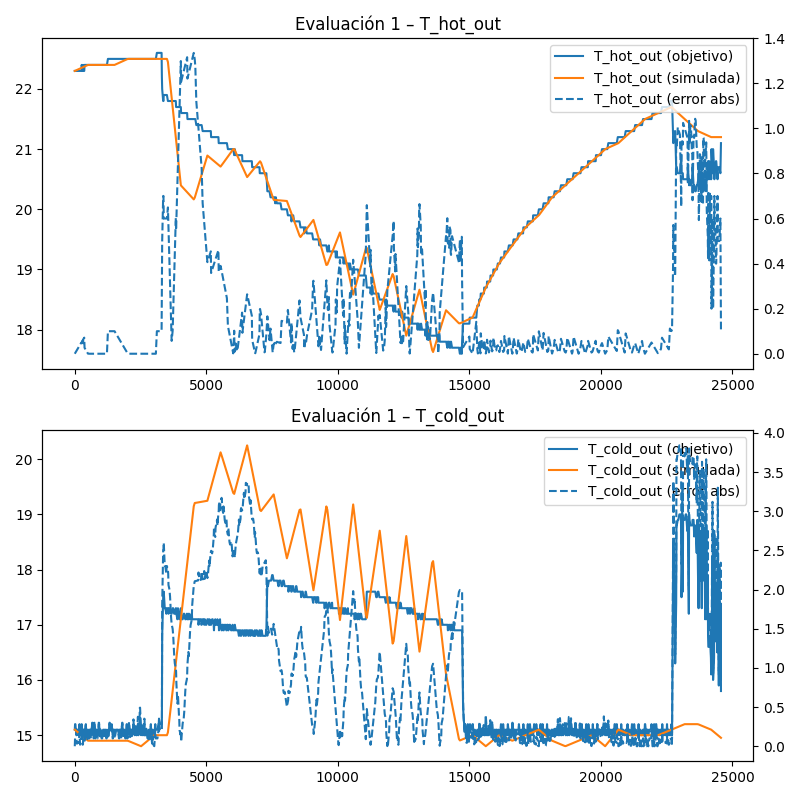 Evaluación 1 – T_hot_out
T_hot_out (objetivo)
T_hot_out (simulada)
T_hot_out (error abs)
22
21
20
19
18
1.4
1.2
1.0
0.8
0.6
0.4
0.2
0.0
0 5000 10000 15000 20000 25000
Evaluación 1 – T_cold_out
T_cold_out (objetivo)
T_cold_out (simulada)
T_cold_out (error abs)
20
19
18
17
16
15
4.0
3.5
3.0
2.5
2.0
1.5
1.0
0.5
0.0
0 5000 10000 15000 20000 25000